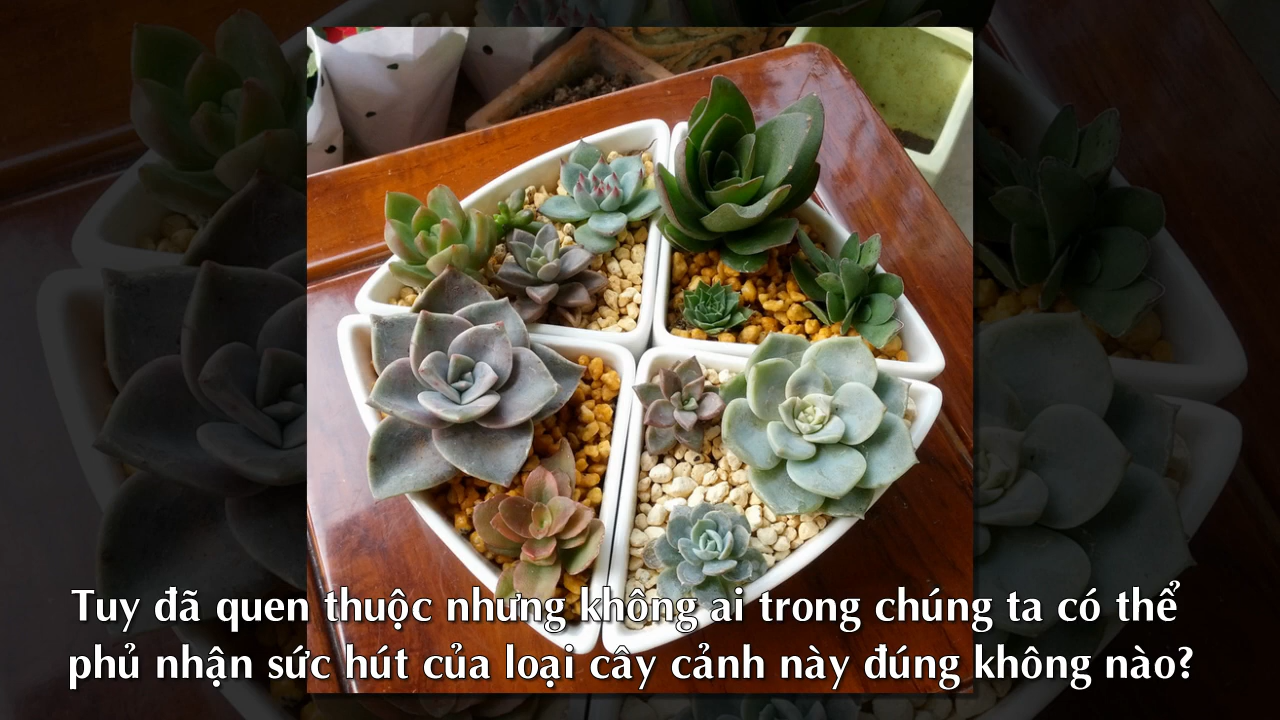 Tuy đã quen thuộc nhưng không ai trong chúng ta có thể
phủ nhận sức hút của loại cây cảnh này đúng không nào?